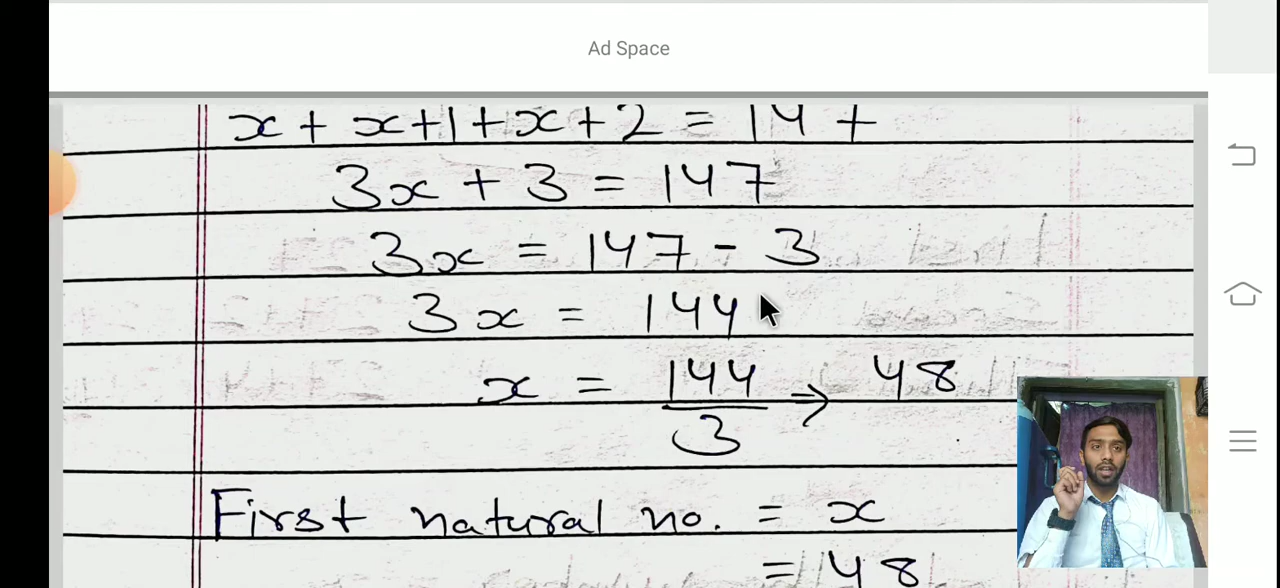 Ad Space
x + x+1+x+2 = 147
3x + 3 = 147
3x = 147 - 3
3x = 144
x = 144/3 ⇒ 48
First natural no. = x
= 48